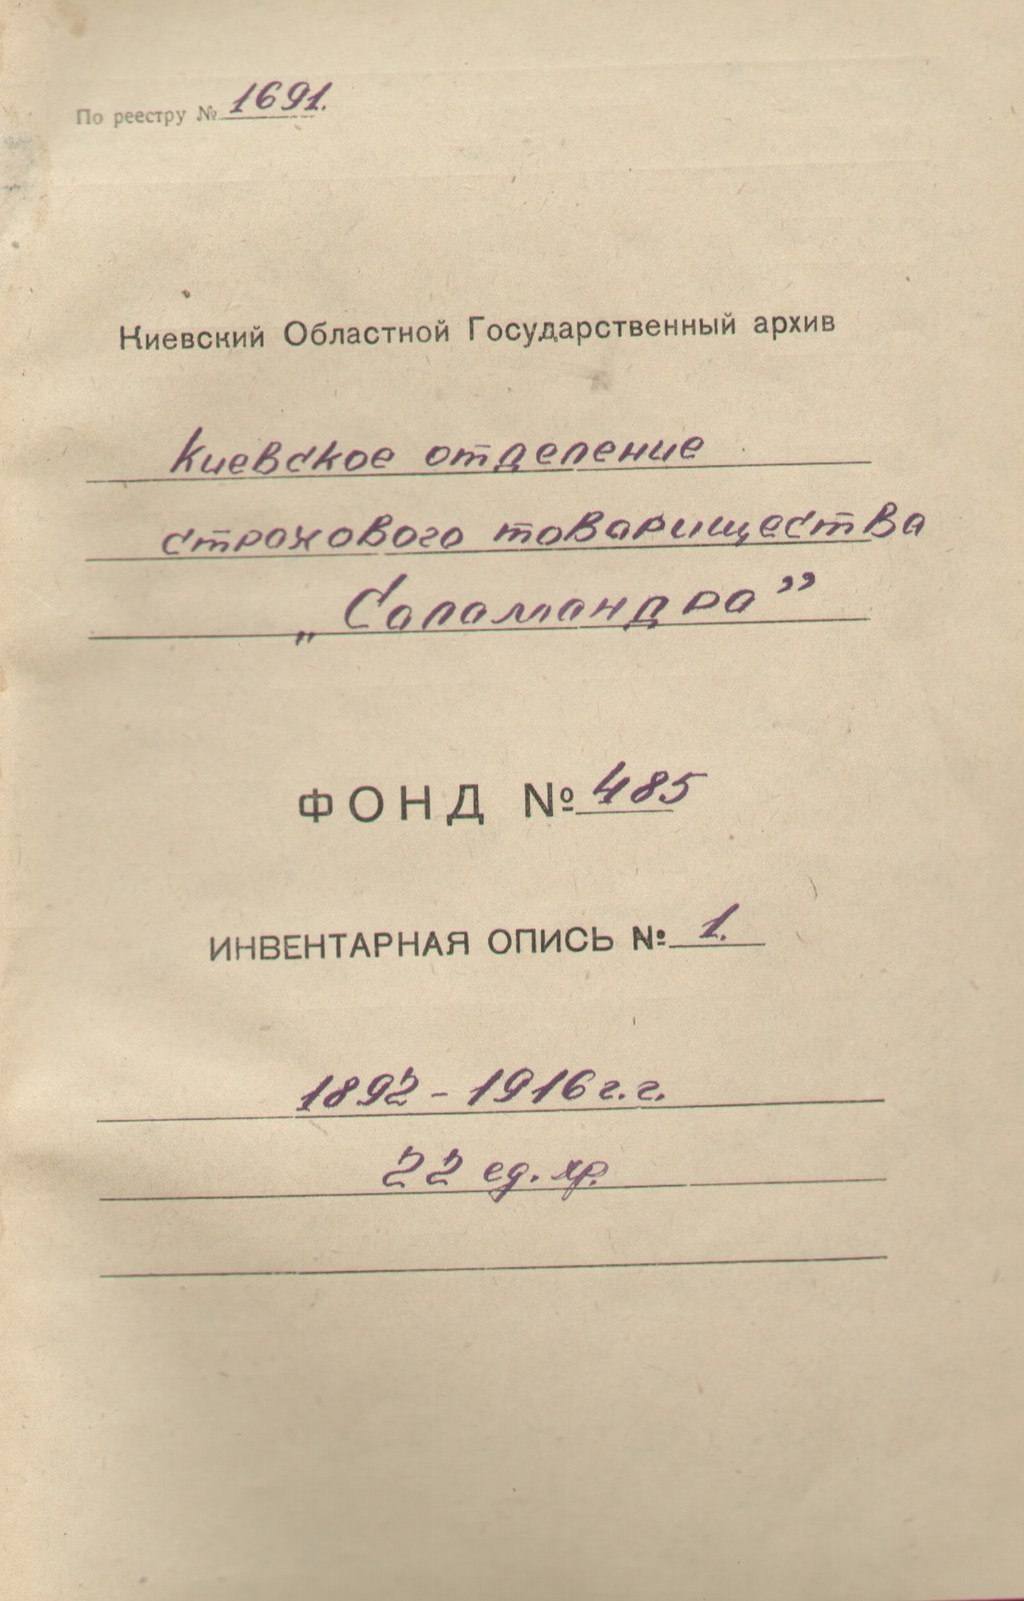 По реестру № 1691.
Киевский Областной Государственный архив
Киевское отделение
страхового товарищества
„Саламандра”
ФОНД № 485
ИНВЕНТАРНАЯ ОПИСЬ № 1.
1892 - 1916 г.г.
22 ед. хр.